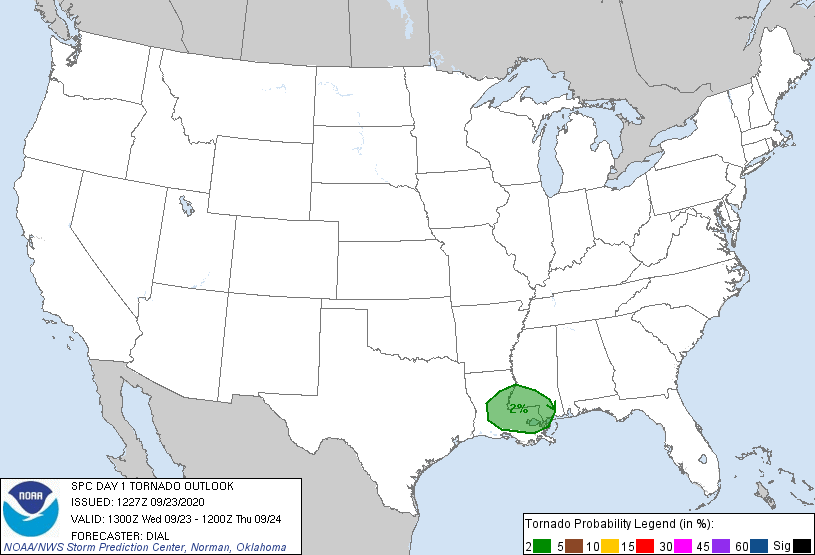 2%
NOAA
SPC DAY 1 TORNADO OUTLOOK
ISSUED: 1227Z 09/23/2020
VALID: 1300Z Wed 09/23 - 1200Z Thu 09/24
FORECASTER: DIAL
NOAA/NWS Storm Prediction Center, Norman, Oklahoma
Tornado Probability Legend (in %):
2 5 10 15 30 45 60 Sig